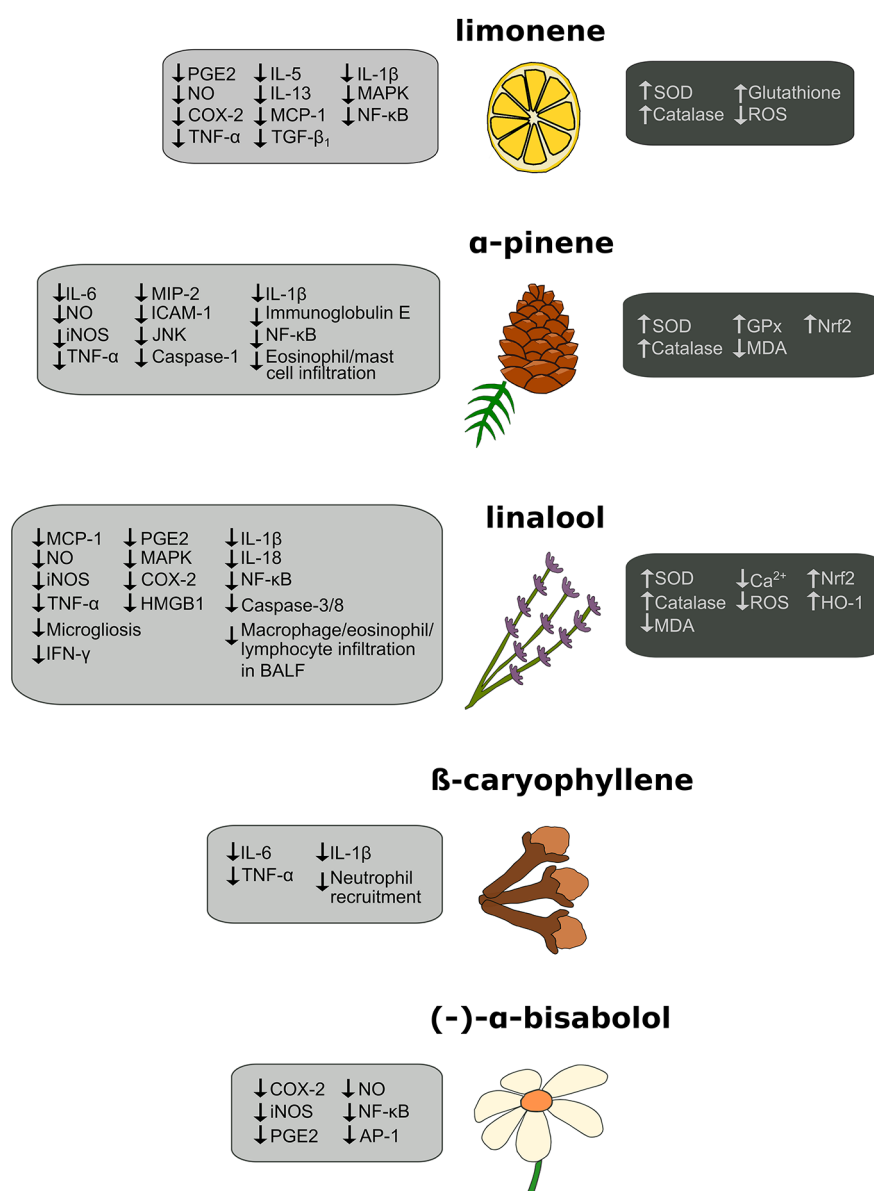 limonene
↓PGE2 ↓IL-5 ↓IL-1β
↓NO ↓IL-13 ↓MAPK
↓COX-2 ↓MCP-1 ↓NF-κB
↓TNF-α ↓TGF-β₁
↑SOD ↑Glutathione
↑Catalase ↓ROS
α-pinene
↓IL-6 ↓MIP-2 ↓IL-1β
↓NO ↓ICAM-1 ↓Immunoglobulin E
↓iNOS ↓JNK ↓NF-κB
↓TNF-α ↓Caspase-1 ↓Eosinophil/mast
cell infiltration
↑SOD ↑GPx ↑Nrf2
↑Catalase ↓MDA
linalool
↓MCP-1 ↓PGE2 ↓IL-1β
↓NO ↓MAPK ↓IL-18
↓iNOS ↓COX-2 ↓NF-κB
↓TNF-α ↓HMGB1 ↓Caspase-3/8
↓Microgliosis ↓Macrophage/eosinophil/
↓IFN-γ lymphocyte infiltration
in BALF
↑SOD ↓Ca²⁺ ↑Nrf2
↑Catalase ↓ROS ↑HO-1
↓MDA
ß-caryophyllene
↓IL-6 ↓IL-1β
↓TNF-α ↓Neutrophil
recruitment
(-)-α-bisabolol
↓COX-2 ↓NO
↓iNOS ↓NF-κB
↓PGE2 ↓AP-1